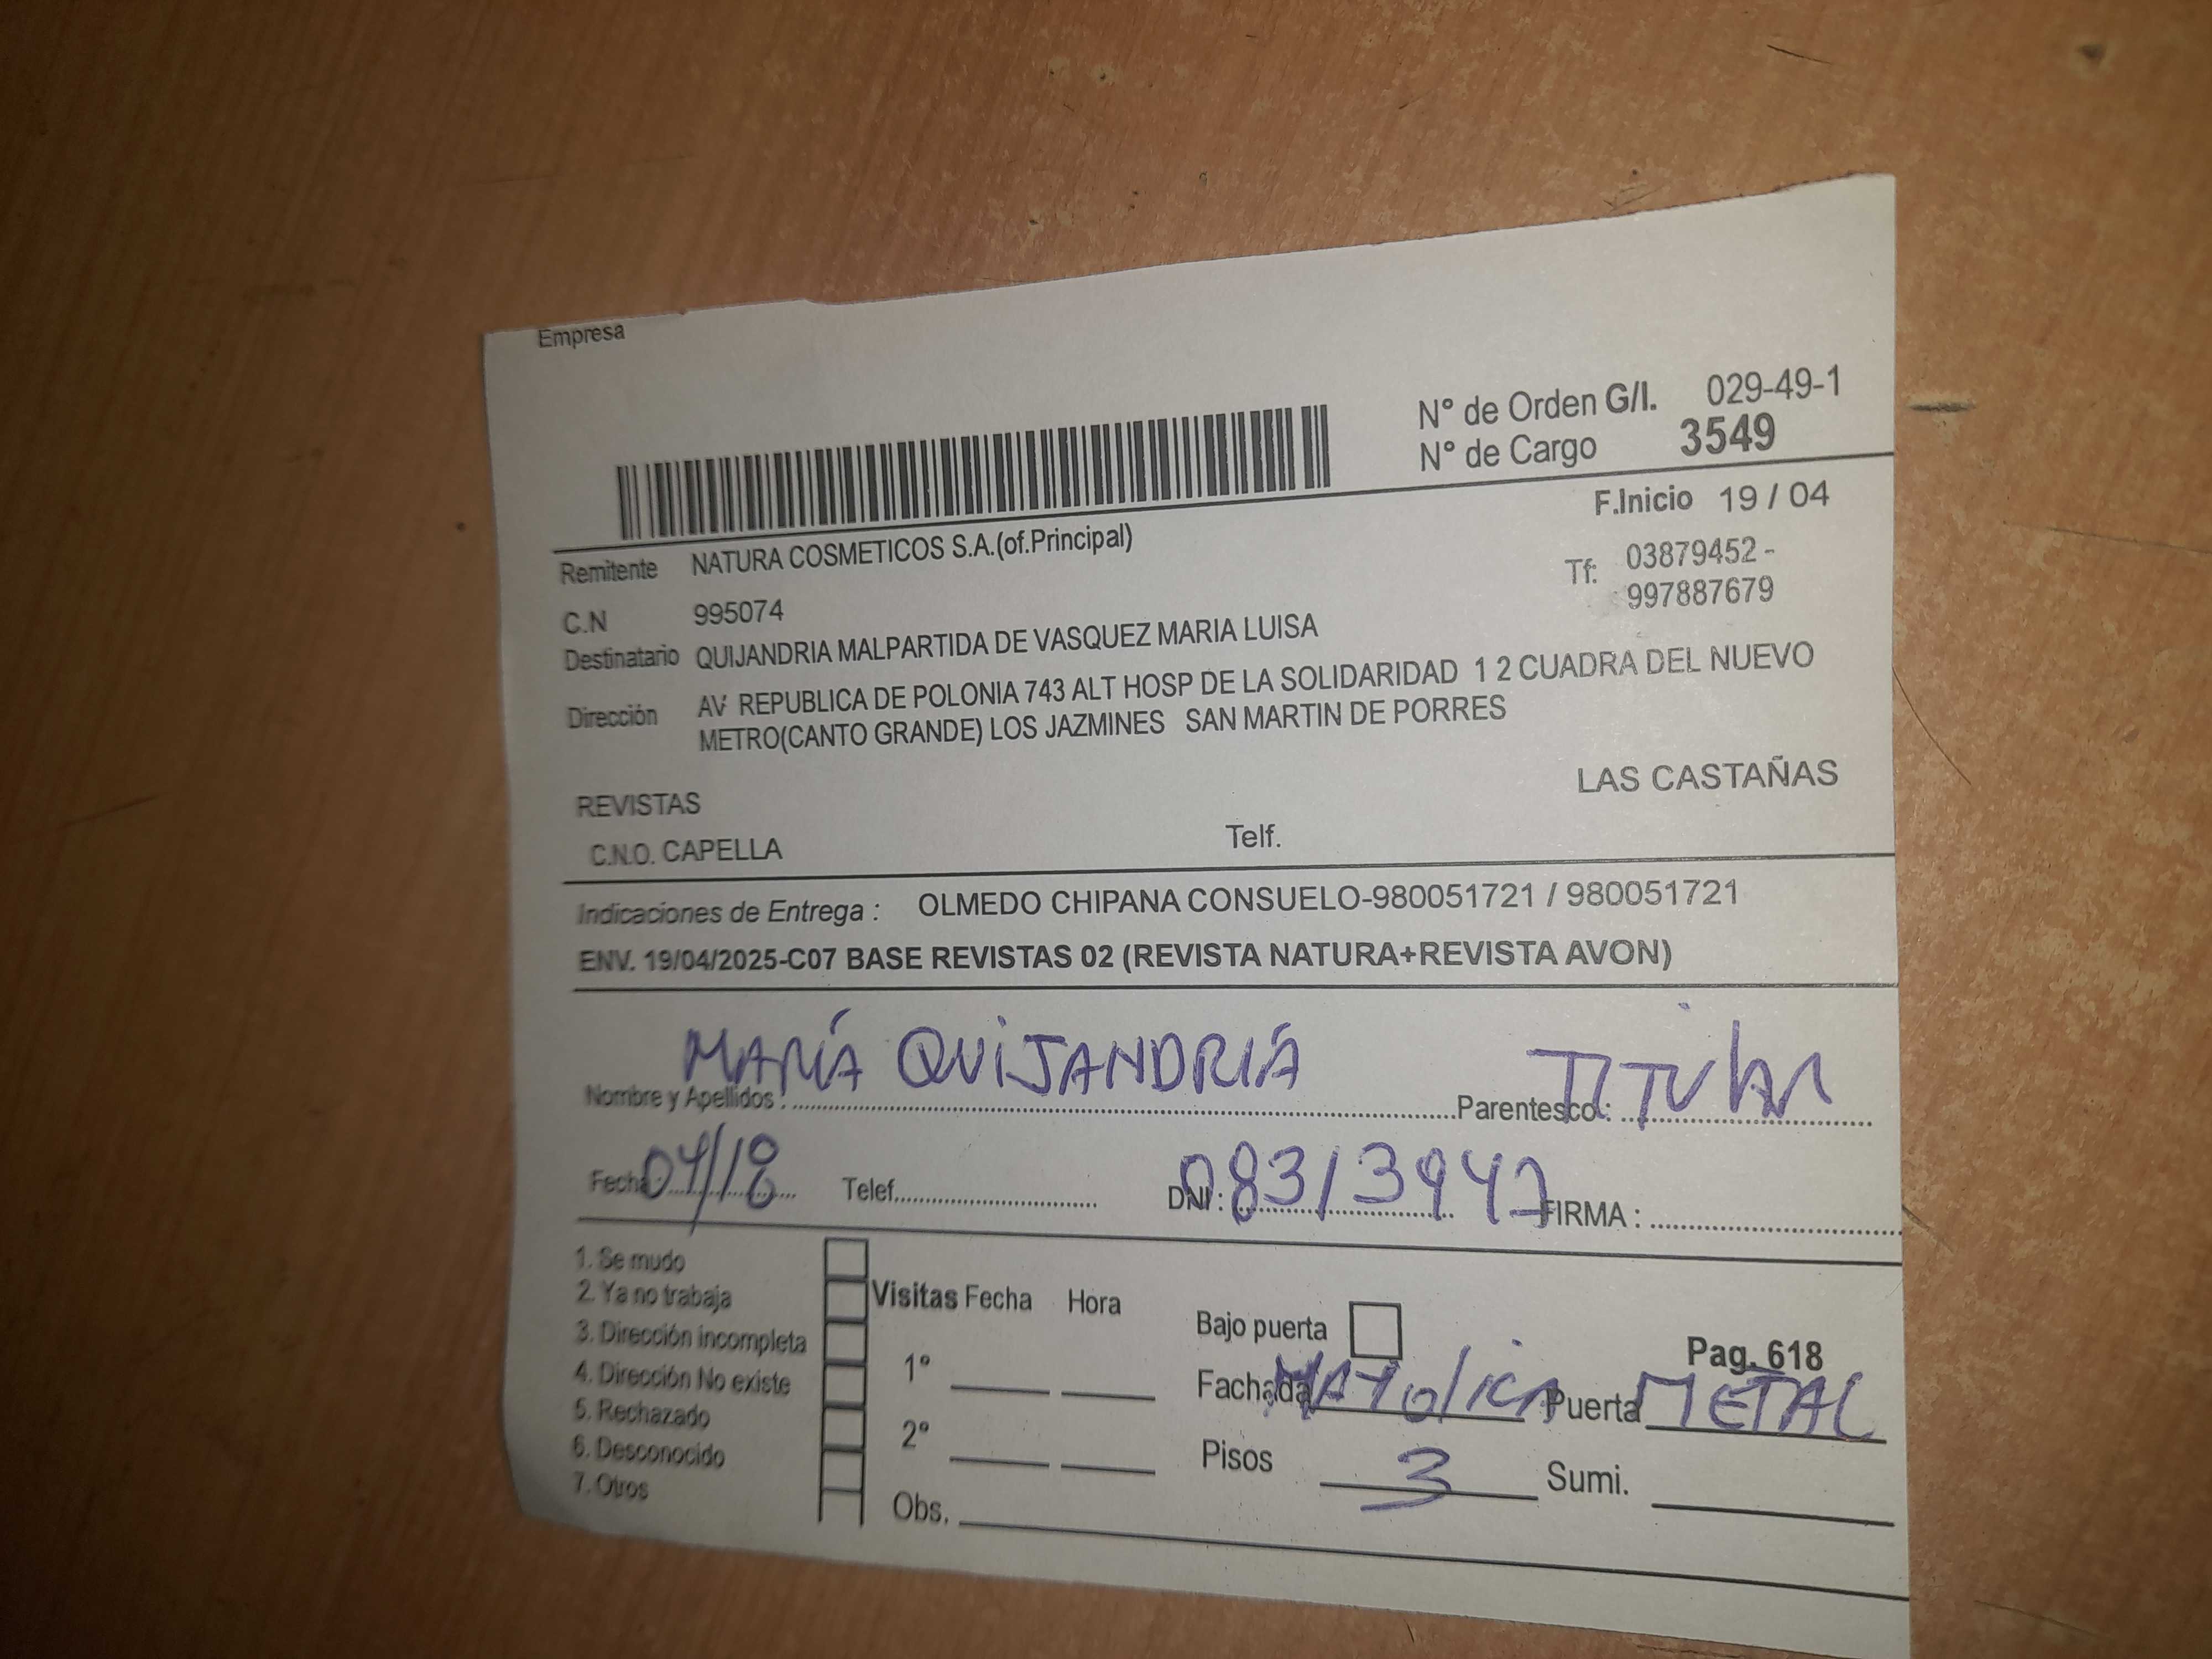 Empresa
N° de Orden G/I. 029-49-1
N° de Cargo 3549
F.Inicio 19 / 04
Remitente NATURA COSMETICOS S.A.(of.Principal)
Tf: 03879452 -
997887679
C.N 995074
Destinatario QUIJANDRIA MALPARTIDA DE VASQUEZ MARIA LUISA
Dirección AV REPUBLICA DE POLONIA 743 ALT HOSP DE LA SOLIDARIDAD 1 2 CUADRA DEL NUEVO
METRO(CANTO GRANDE) LOS JAZMINES SAN MARTIN DE PORRES
LAS CASTAÑAS
REVISTAS
C.N.O. CAPELLA Telf.
Indicaciones de Entrega : OLMEDO CHIPANA CONSUELO-980051721 / 980051721
ENV. 19/04/2025-C07 BASE REVISTAS 02 (REVISTA NATURA+REVISTA AVON)
Nombre y Apellidos : MARÍA QUIJANDRIA Parentesco : TITULAR
Fecha 04/18 Telef. DNI : 08313947 FIRMA :
1. Se mudo
2. Ya no trabaja
3. Dirección incompleta
4. Dirección No existe
5. Rechazado
6. Desconocido
7. Otros
Visitas Fecha Hora
1°
2°
Obs.
Bajo puerta
Pag. 618
Fachada MAYOLICA Puerta METAL
Pisos 3 Sumi.